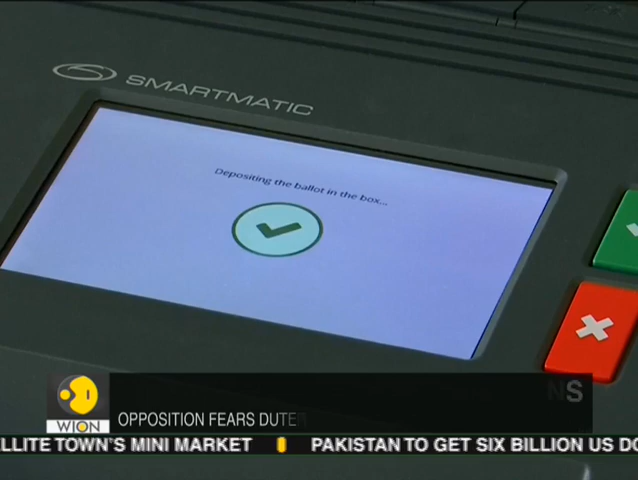 SMARTMATIC
Depositing the ballot in the box...
NS
OPPOSITION FEARS DUTE
WION
LLITE TOWN'S MINI MARKET PAKISTAN TO GET SIX BILLION US DO